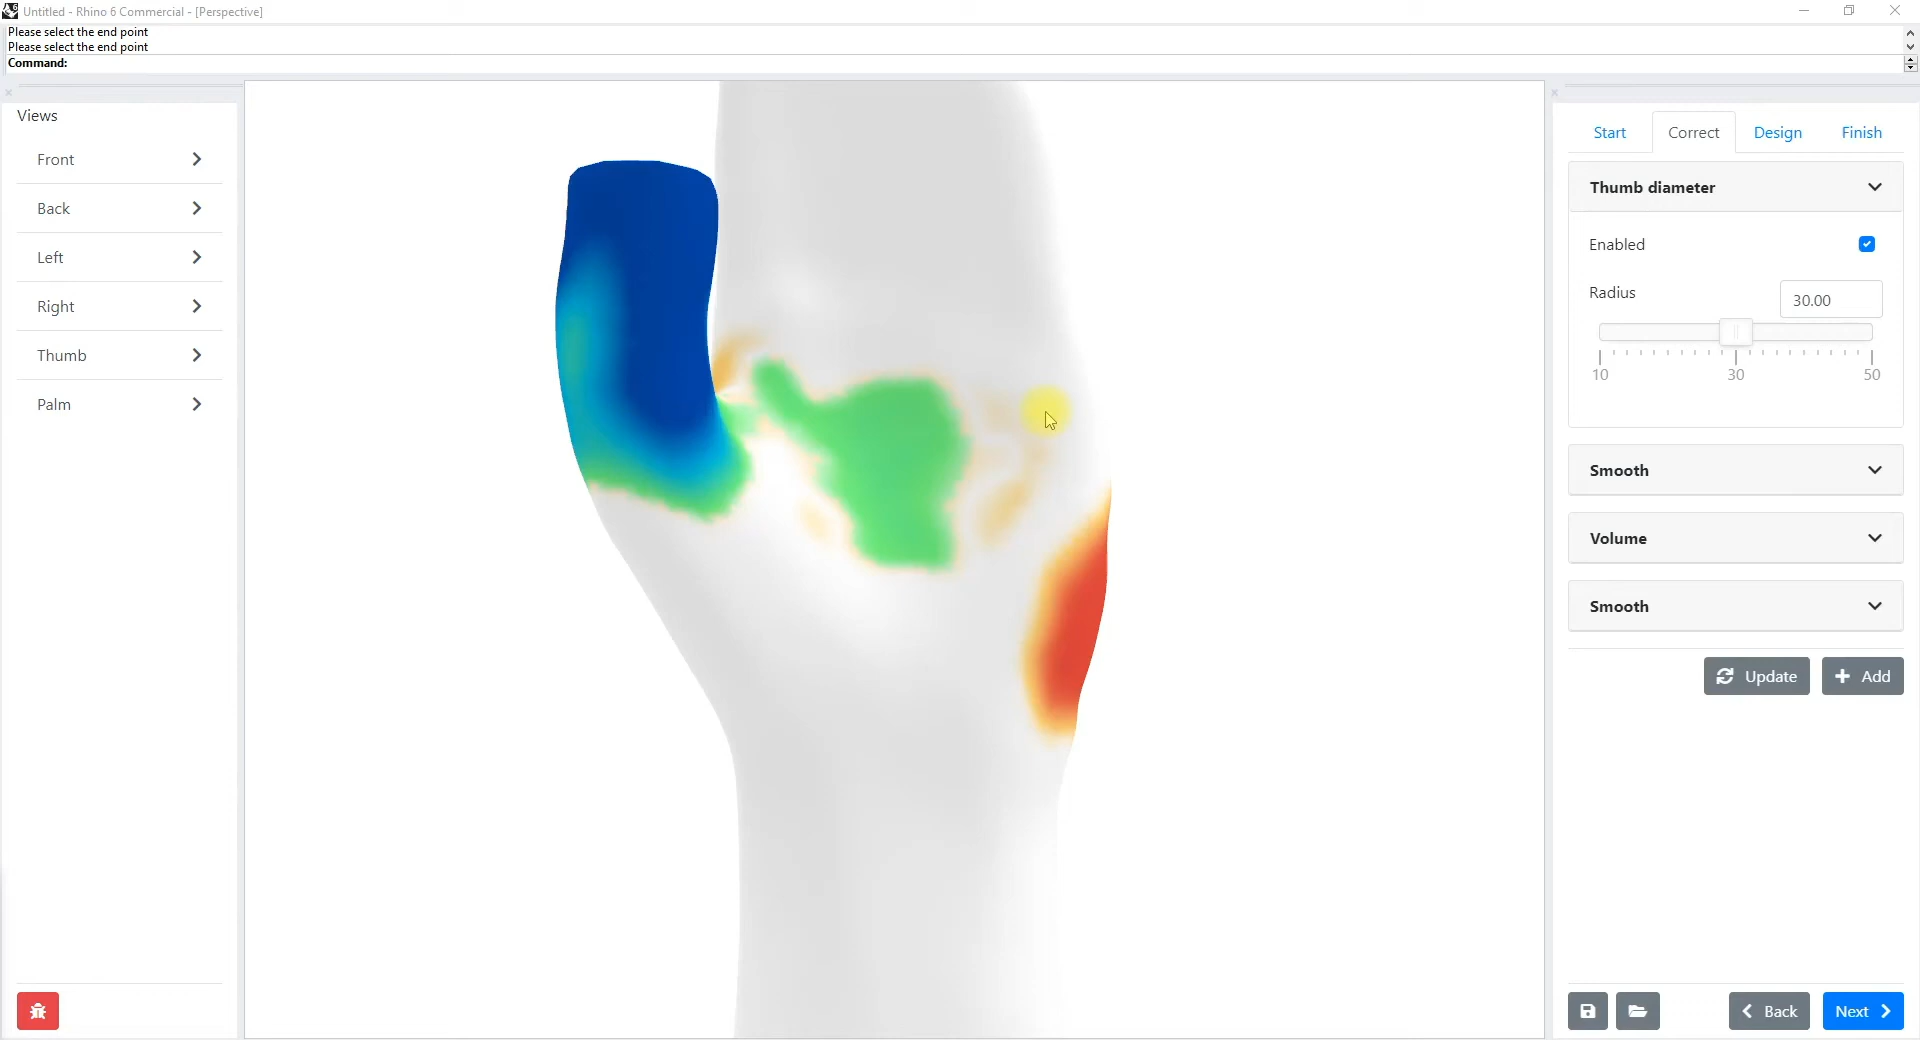 Untitled - Rhino 6 Commercial - [Perspective]
Please select the end point
Please select the end point
Command:
Views
Front
Back
Left
Right
Thumb
Palm
Start Correct Design Finish
Thumb diameter
Enabled
Radius 30.00
10 30 50
Smooth
Volume
Smooth
Update Add
Back Next